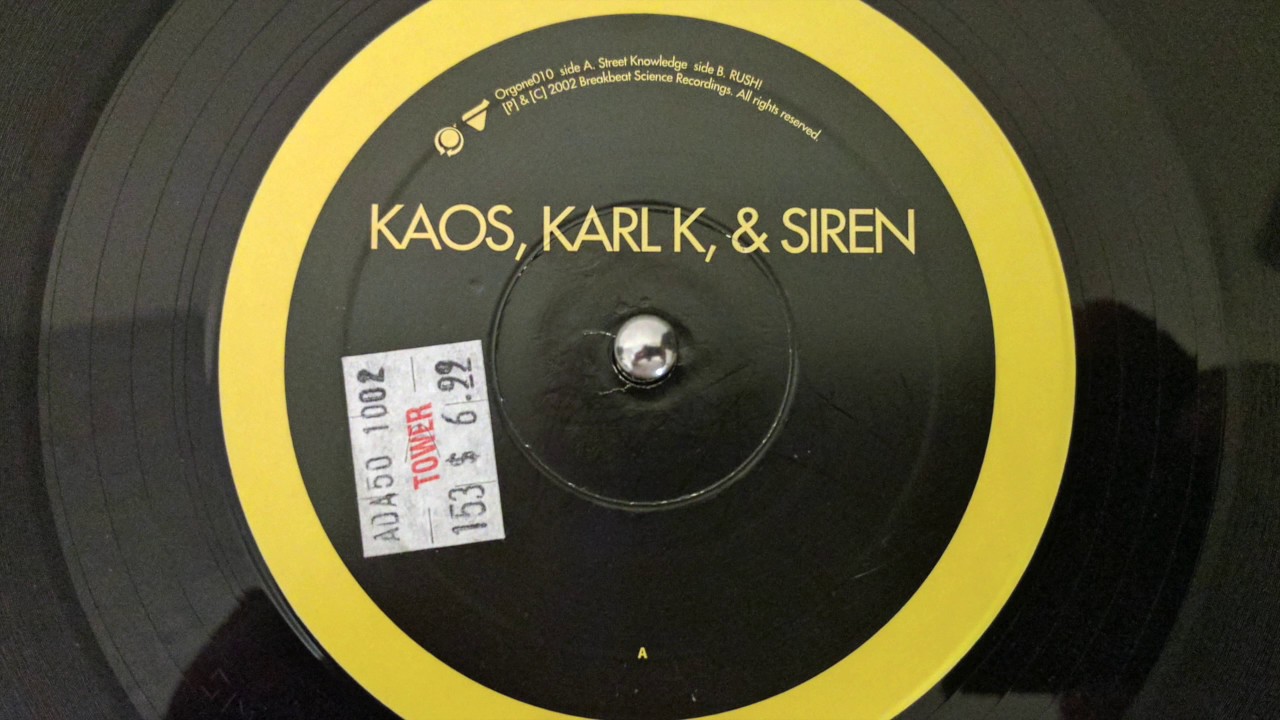 Orgone010 side A. Street Knowledge side B. RUSH!
[P] & [C] 2002 Breakbeat Science Recordings. All rights reserved.
KAOS, KARL K, & SIREN
ADA50 1002
TOWER
153 $ 6.99
A